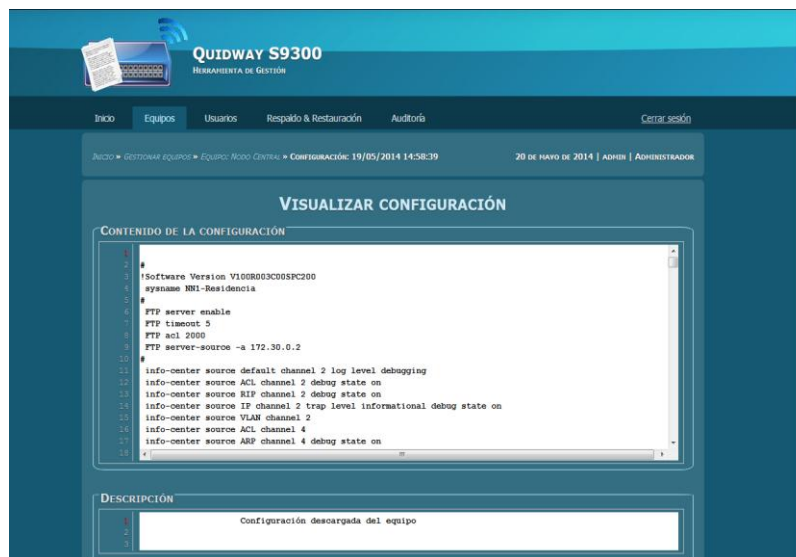 QUIDWAY S9300
HERRAMIENTA DE GESTIÓN
Inicio Equipos Usuarios Respaldo & Restauración Auditoría Cerrar sesión
INICIO » GESTIONAR EQUIPOS » EQUIPO: NODO CENTRAL » CONFIGURACIÓN: 19/05/2014 14:58:39 20 DE MAYO DE 2014 | ADMIN | ADMINISTRADOR
VISUALIZAR CONFIGURACIÓN
CONTENIDO DE LA CONFIGURACIÓN
1
2 #
3 !Software Version V100R003C00SPC200
4 sysname NN1-Residencia
5 #
6 FTP server enable
7 FTP timeout 5
8 FTP acl 2000
9 FTP server-source -a 172.30.0.2
10 #
11 info-center source default channel 2 log level debugging
12 info-center source ACL channel 2 debug state on
13 info-center source RIP channel 2 debug state on
14 info-center source IP channel 2 trap level informational debug state on
15 info-center source VLAN channel 2
16 info-center source ACL channel 4
17 info-center source ARP channel 4 debug state on
18
DESCRIPCIÓN
1 Configuración descargada del equipo
2
3